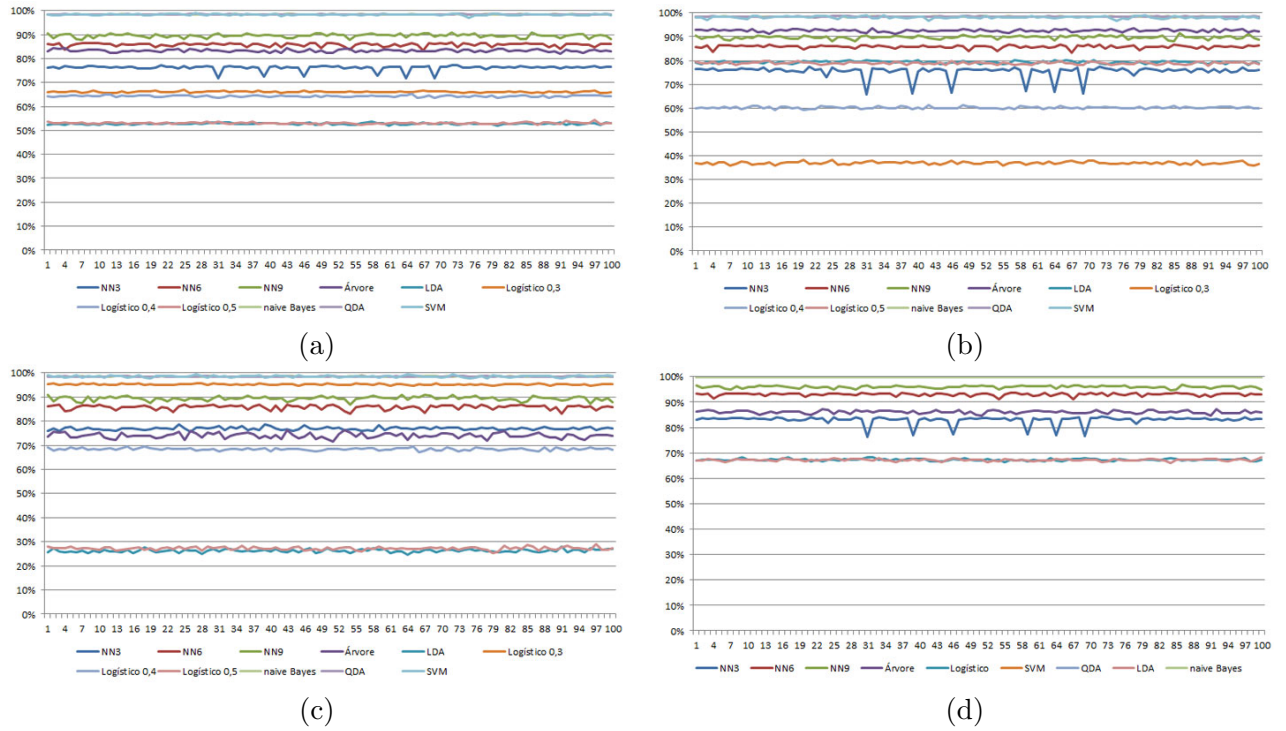 100%
90%
80%
70%
60%
50%
40%
30%
20%
10%
0%
1 4 7 10 13 16 19 22 25 28 31 34 37 40 43 46 49 52 55 58 61 64 67 70 73 76 79 82 85 88 91 94 97 100
NN3 NN6 NN9 Árvore LDA Logístico 0,3
Logístico 0,4 Logístico 0,5 naive Bayes QDA SVM
(a)
100%
90%
80%
70%
60%
50%
40%
30%
20%
10%
0%
1 4 7 10 13 16 19 22 25 28 31 34 37 40 43 46 49 52 55 58 61 64 67 70 73 76 79 82 85 88 91 94 97 100
NN3 NN6 NN9 Árvore LDA Logístico 0,3
Logístico 0,4 Logístico 0,5 naive Bayes QDA SVM
(b)
100%
90%
80%
70%
60%
50%
40%
30%
20%
10%
0%
1 4 7 10 13 16 19 22 25 28 31 34 37 40 43 46 49 52 55 58 61 64 67 70 73 76 79 82 85 88 91 94 97 100
NN3 NN6 NN9 Árvore LDA Logístico 0,3
Logístico 0,4 Logístico 0,5 naive Bayes QDA SVM
(c)
100%
90%
80%
70%
60%
50%
40%
30%
20%
10%
0%
1 4 7 10 13 16 19 22 25 28 31 34 37 40 43 46 49 52 55 58 61 64 67 70 73 76 79 82 85 88 91 94 97 100
NN3 NN6 NN9 Árvore Logístico SVM QDA LDA naive Bayes
(d)